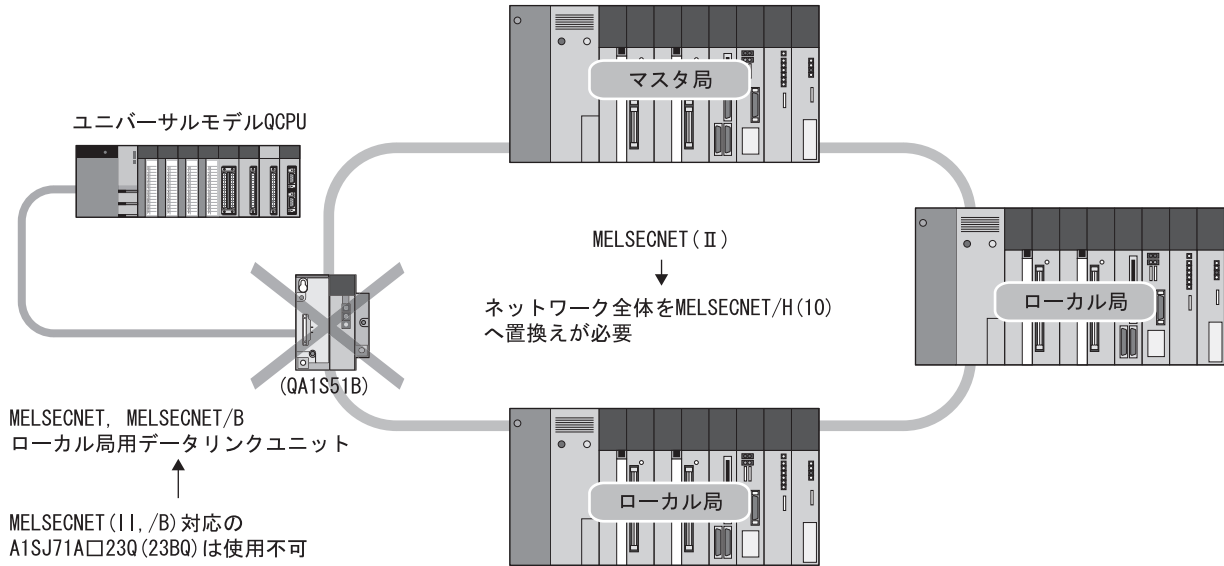 マスタ局
ユニバーサルモデルQCPU
MELSECNET(Ⅱ)
ネットワーク全体をMELSECNET/H(10)
へ置換えが必要
ローカル局
(QA1S51B)
MELSECNET, MELSECNET/B
ローカル局用データリンクユニット
ローカル局
MELSECNET(II,/B)対応の
A1SJ71A□23Q(23BQ)は使用不可